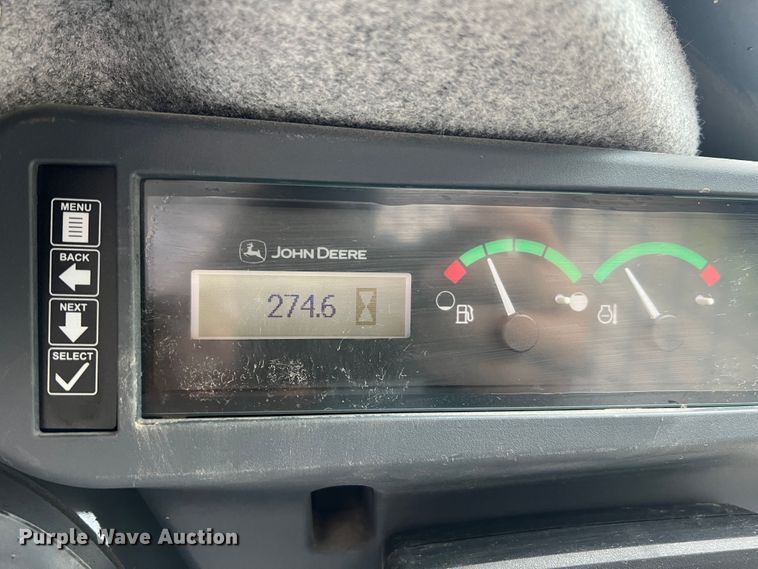 MENU
BACK
NEXT
SELECT
JOHN DEERE
274.6
Purple Wave Auction